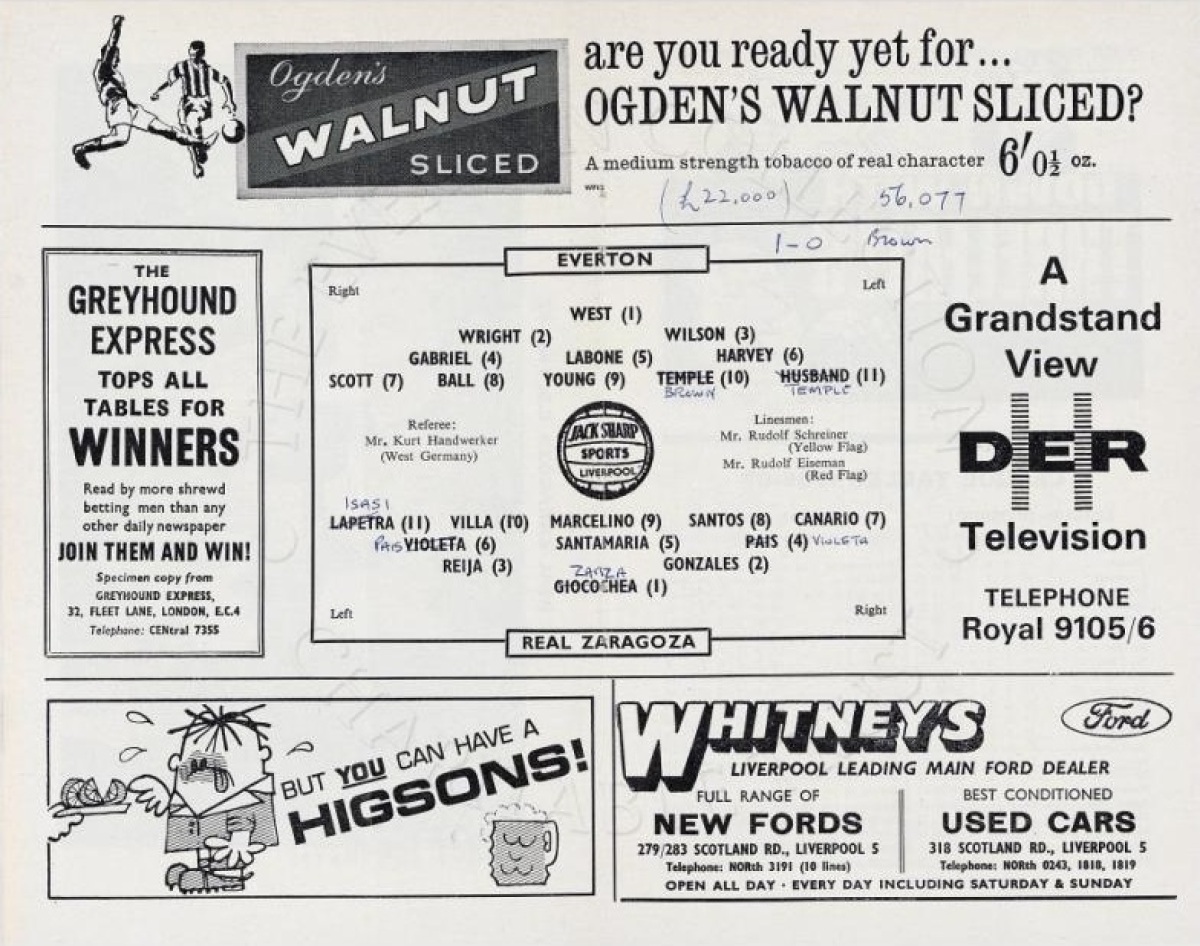 Ogden's
WALNUT
SLICED
are you ready yet for...
OGDEN'S WALNUT SLICED?
A medium strength tobacco of real character 6'0½ oz.
(£22,000) 56,077
1-0 Brown
THE
GREYHOUND
EXPRESS
TOPS ALL
TABLES FOR
WINNERS
Read by more shrewd
betting men than any
other daily newspaper
JOIN THEM AND WIN!
Specimen copy from
GREYHOUND EXPRESS,
32, FLEET LANE, LONDON, E.C.4
Telephone: CENtral 7355
EVERTON
Right Left
WEST (1)
WRIGHT (2) WILSON (3)
GABRIEL (4) LABONE (5) HARVEY (6)
SCOTT (7) BALL (8) YOUNG (9) TEMPLE (10) HUSBAND (11)
BROWN TEMPLE
Referee:
Mr. Kurt Handwerker
(West Germany)
JACK SHARP
SPORTS
LIVERPOOL
Linesmen:
Mr. Rudolf Schreiner
(Yellow Flag)
Mr. Rudolf Eiseman
(Red Flag)
ISASI
LAPETRA (11) VILLA (10) MARCELINO (9) SANTOS (8) CANARIO (7)
PAIS VIOLETA (6) SANTAMARIA (5) PAIS (4) VIOLETA
REIJA (3) GONZALES (2)
ZARZA
GIOCOCHEA (1)
Left Right
REAL ZARAGOZA
A
Grandstand
View
DER
Television
TELEPHONE
Royal 9105/6
BUT YOU CAN HAVE A
HIGSONS!
WHITNEY'S
Ford
LIVERPOOL LEADING MAIN FORD DEALER
FULL RANGE OF
NEW FORDS
279/283 SCOTLAND RD., LIVERPOOL 5
Telephone: NORth 3191 (10 lines)
BEST CONDITIONED
USED CARS
318 SCOTLAND RD., LIVERPOOL 5
Telephone: NORth 0243, 1818, 1819
OPEN ALL DAY · EVERY DAY INCLUDING SATURDAY & SUNDAY